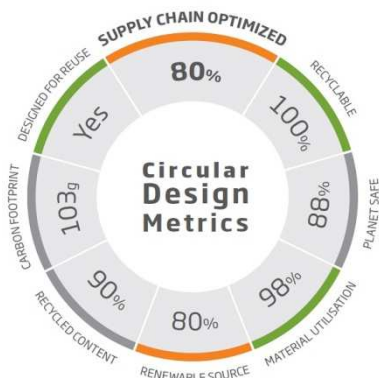 SUPPLY CHAIN OPTIMIZED
80%
RECYCLABLE
100%
PLANET SAFE
88%
MATERIAL UTILISATION
98%
RENEWABLE SOURCE
80%
RECYCLED CONTENT
90%
CARBON FOOTPRINT
103g
DESIGNED FOR REUSE
Yes
Circular
Design
Metrics